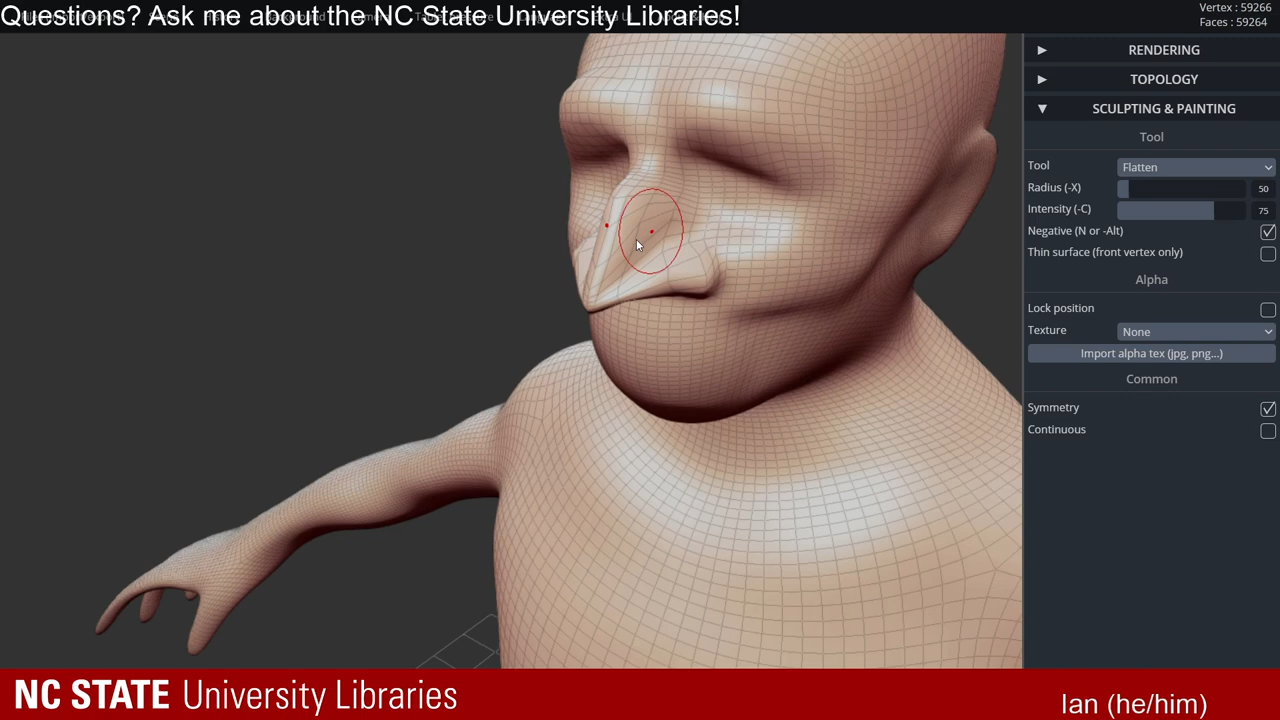 Questions? Ask me about the NC State University Libraries!
Vertex : 59266
Faces : 59264
RENDERING
TOPOLOGY
SCULPTING & PAINTING
Tool
Tool Flatten
Radius (-X) 50
Intensity (-C) 75
Negative (N or -Alt)
Thin surface (front vertex only)
Alpha
Lock position
Texture None
Import alpha tex (jpg, png...)
Common
Symmetry
Continuous
NC STATE University Libraries
Ian (he/him)